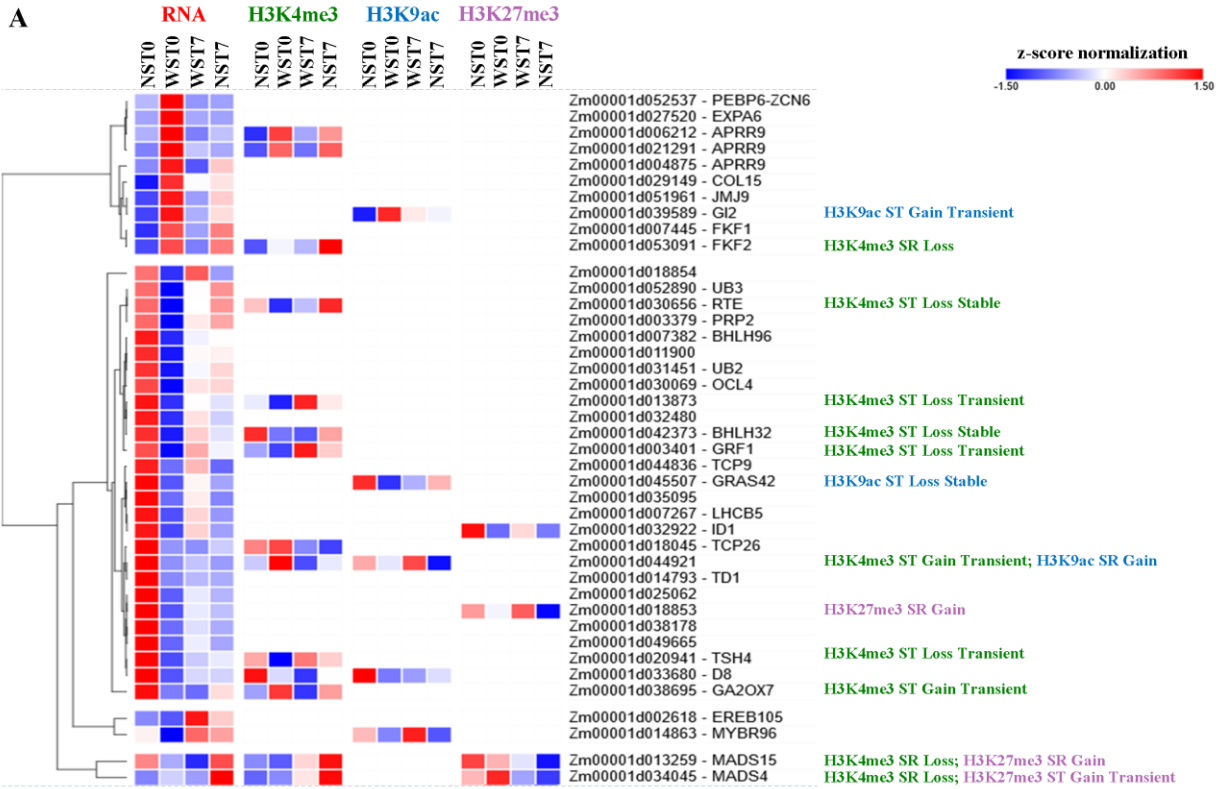 A
RNA H3K4me3 H3K9ac H3K27me3
NST0 WST0 WST7 NST7 NST0 WST0 WST7 NST7 NST0 WST0 WST7 NST7 NST0 WST0 WST7 NST7
z-score normalization
-1.50 0.00 1.50
Zm00001d052537 - PEBP6-ZCN6
Zm00001d027520 - EXPA6
Zm00001d006212 - APRR9
Zm00001d021291 - APRR9
Zm00001d004875 - APRR9
Zm00001d029149 - COL15
Zm00001d051961 - JMJ9
Zm00001d039589 - GI2 H3K9ac ST Gain Transient
Zm00001d007445 - FKF1
Zm00001d053091 - FKF2 H3K4me3 SR Loss
Zm00001d018854
Zm00001d052890 - UB3
Zm00001d030656 - RTE H3K4me3 ST Loss Stable
Zm00001d003379 - PRP2
Zm00001d007382 - BHLH96
Zm00001d011900
Zm00001d031451 - UB2
Zm00001d030069 - OCL4
Zm00001d013873 H3K4me3 ST Loss Transient
Zm00001d032480
Zm00001d042373 - BHLH32 H3K4me3 ST Loss Stable
Zm00001d003401 - GRF1 H3K4me3 ST Loss Transient
Zm00001d044836 - TCP9
Zm00001d045507 - GRAS42 H3K9ac ST Loss Stable
Zm00001d035095
Zm00001d007267 - LHCB5
Zm00001d032922 - ID1
Zm00001d018045 - TCP26
Zm00001d044921 H3K4me3 ST Gain Transient; H3K9ac SR Gain
Zm00001d014793 - TD1
Zm00001d025062
Zm00001d018853 H3K27me3 SR Gain
Zm00001d038178
Zm00001d049665
Zm00001d020941 - TSH4 H3K4me3 ST Loss Transient
Zm00001d033680 - D8
Zm00001d038695 - GA2OX7 H3K4me3 ST Gain Transient
Zm00001d002618 - EREB105
Zm00001d014863 - MYBR96
Zm00001d013259 - MADS15 H3K4me3 SR Loss; H3K27me3 SR Gain
Zm00001d034045 - MADS4 H3K4me3 SR Loss; H3K27me3 ST Gain Transient